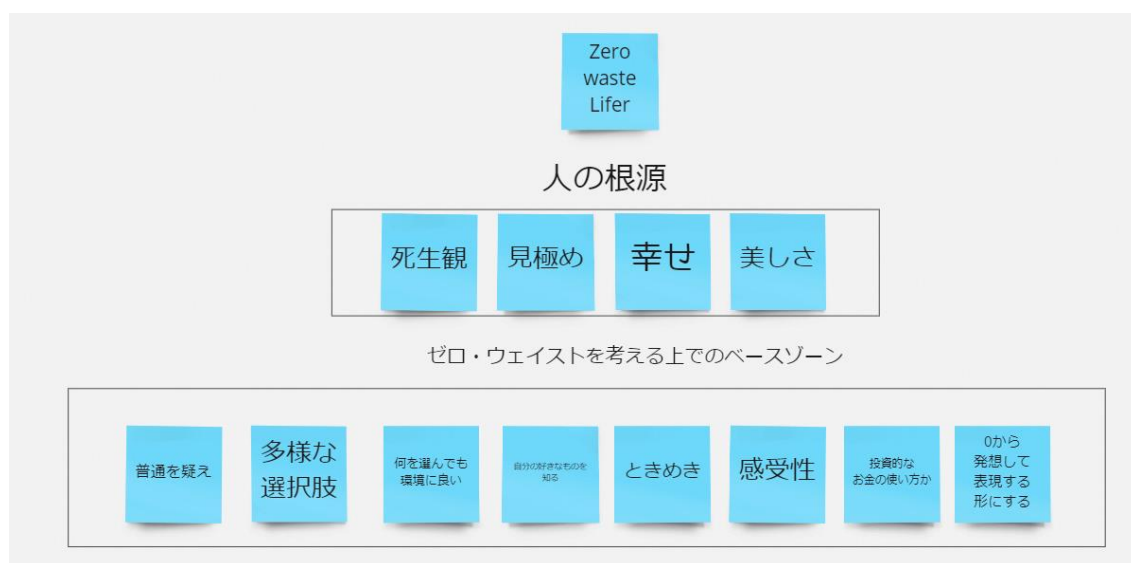 Zero
waste
Lifer
人の根源
死生観
見極め
幸せ
美しさ
ゼロ・ウェイストを考える上でのベースゾーン
普通を疑え
多様な
選択肢
何を選んでも
環境に良い
自分の好きなものを
知る
ときめき
感受性
投資的な
お金の使い方か
0から
発想して
表現する
形にする